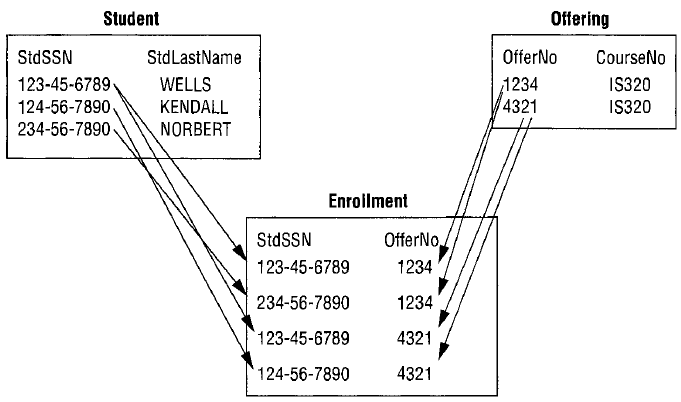 Student
StdSSN StdLastName
123-45-6789 WELLS
124-56-7890 KENDALL
234-56-7890 NORBERT
Offering
OfferNo CourseNo
1234 IS320
4321 IS320
Enrollment
StdSSN OfferNo
123-45-6789 1234
234-56-7890 1234
123-45-6789 4321
124-56-7890 4321